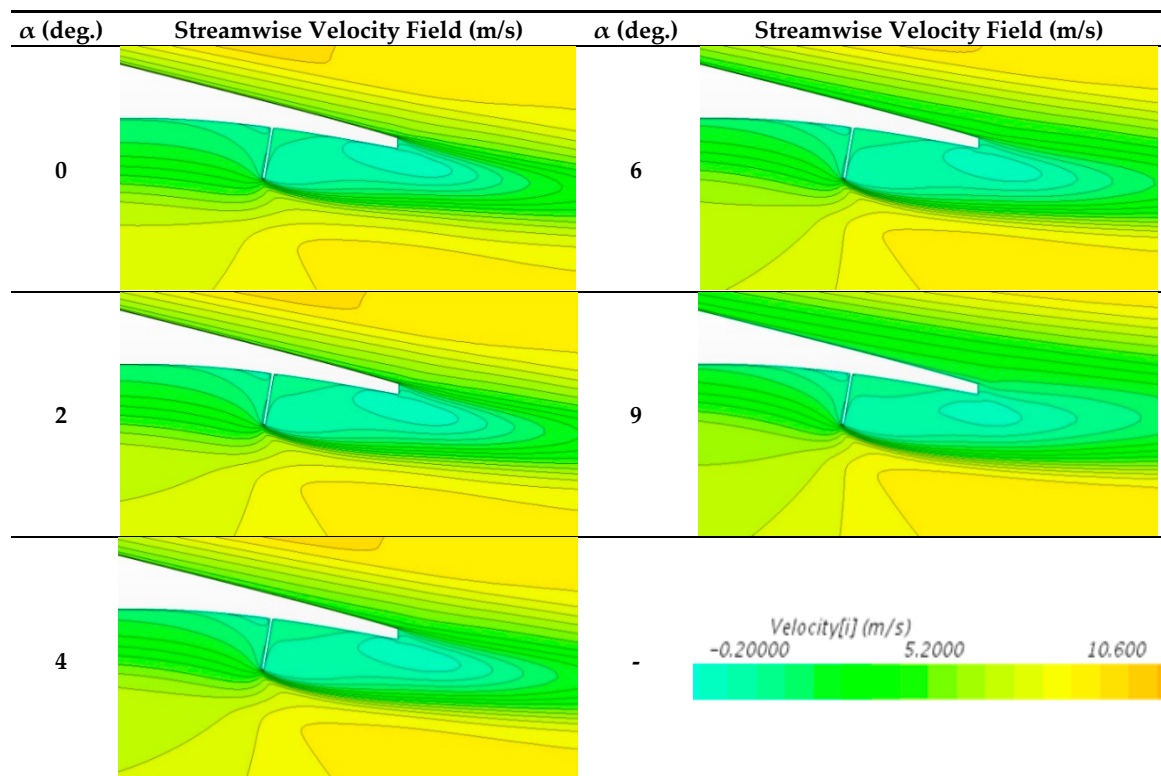 α (deg.) Streamwise Velocity Field (m/s) α (deg.) Streamwise Velocity Field (m/s)
0 6
2 9
4 -
Velocity[i] (m/s)
−0.20000 5.2000 10.600